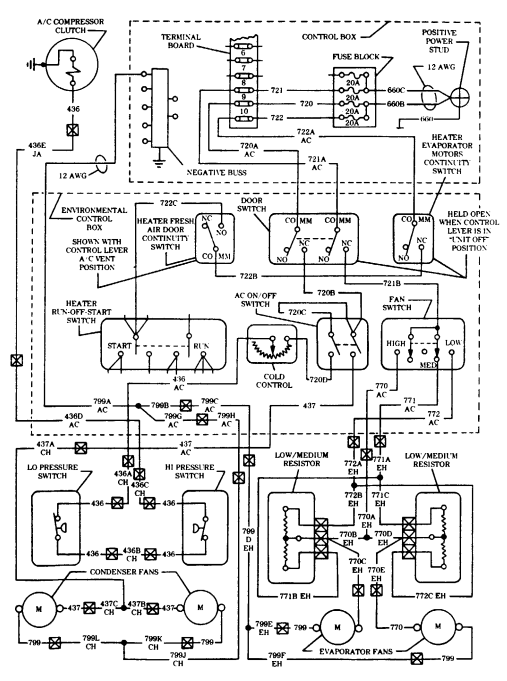 A/C COMPRESSOR
CLUTCH
TERMINAL
BOARD
CONTROL BOX
POSITIVE
POWER
STUD
FUSE BLOCK
12 AWG
6
7
8
9
10
20A
20A
20A
721
720
722
660C
660B
660
436
436E
JA
12 AWG
NEGATIVE BUSS
720A
AC
721A
AC
722A
AC
HEATER
EVAPORATOR
MOTORS
CONTINUITY
SWITCH
ENVIRONMENTAL
CONTROL
BOX
SHOWN WITH
CONTROL LEVER
A-C VENT
POSITION
722C
HEATER FRESH
AIR DOOR
CONTINUITY
SWITCH
NC
NO
COMM
DOOR
SWITCH
COMM
COMM
NO
NC
NO
NC
COMM
NC
NO
HELD OPEN
WHEN CONTROL
LEVER IS IN
"UNIT OFF"
POSITION
722B
720B
721B
HEATER
RUN-OFF-START
SWITCH
START
RUN
AC ON/OFF
SWITCH
720C
FAN
SWITCH
HIGH
LOW
MED
COLD
CONTROL
720D
436
AC
437
770
AC
771
AC
772
AC
799A
AC
799B
799C
AC
799G
AC
799H
AC
436D
AC
437A
CH
437
AC
436A
CH
436C
CH
LO PRESSURE
SWITCH
HI PRESSURE
SWITCH
436
436
436
436B
CH
436
LOW/MEDIUM
RESISTOR
LOW/MEDIUM
RESISTOR
772A
EH
771A
EH
772B
EH
771C
EH
770A
EH
770B
EH
770D
EH
770C
EH
770E
EH
771B EH
772C EH
799
D
EH
CONDENSER FANS
M
437
437C
CH
437B
CH
437
M
799
799L
CH
799K
CH
799
799J
CH
799E
EH
799
M
770
M
EVAPORATOR FANS
799F
EH
799